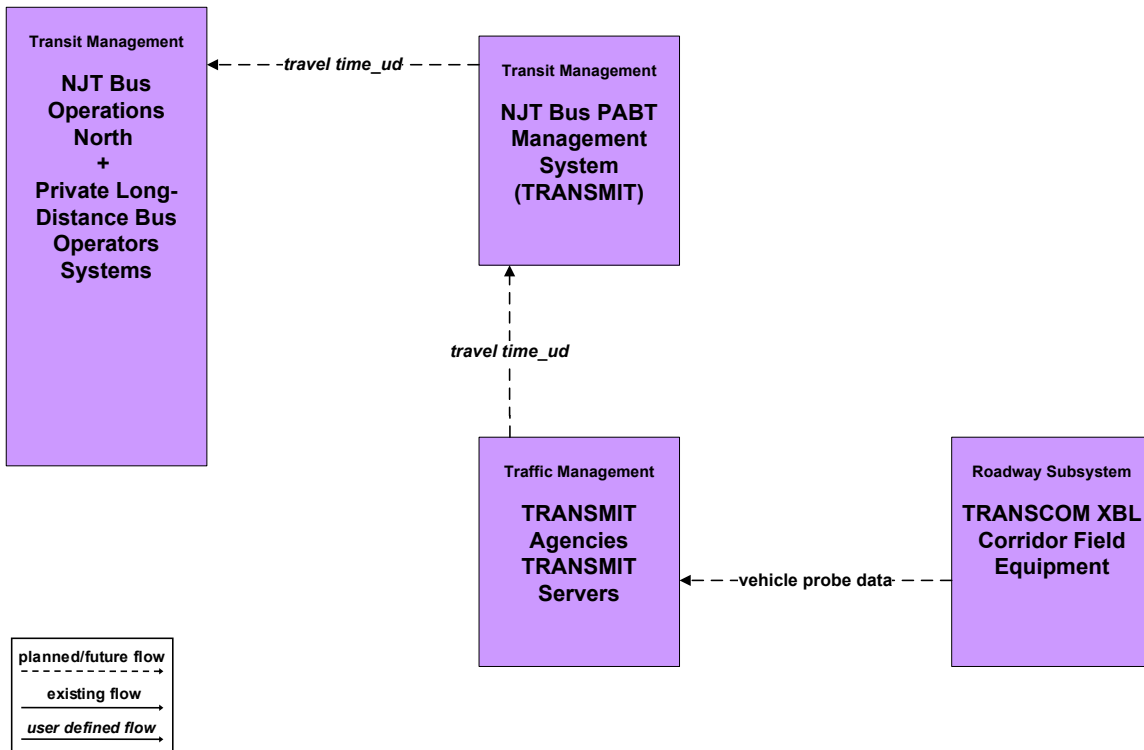 Transit Management
NJT Bus
Operations
North
+
Private Long-
Distance Bus
Operators
Systems
travel time_ud
Transit Management
NJT Bus PABT
Management
System
(TRANSMIT)
travel time_ud
Traffic Management
TRANSMIT
Agencies
TRANSMIT
Servers
vehicle probe data
Roadway Subsystem
TRANSCOM XBL
Corridor Field
Equipment
planned/future flow
existing flow
user defined flow